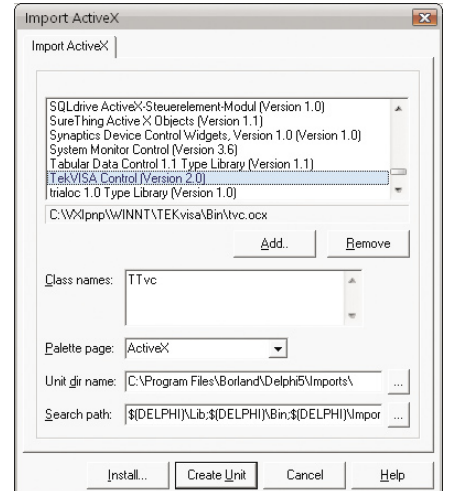 Import ActiveX
Import ActiveX
SQLdrive ActiveX-Steuerelement-Modul (Version 1.0)
SureThing Active X Objects (Version 1.1)
Synaptics Device Control Widgets, Version 1.0 (Version 1.0)
System Monitor Control (Version 3.6)
Tabular Data Control 1.1 Type Library (Version 1.1)
TekVISA Control (Version 2.0)
trialoc 1.0 Type Library (Version 1.0)
C:\VXIpnp\WINNT\TEKvisa\Bin\tvc.ocx
Add..
Remove
Class names: TTvc
Palette page: ActiveX
Unit dir name: C:\Program Files\Borland\Delphi5\Imports\ ...
Search path: $(DELPHI)\Lib;$(DELPHI)\Bin;$(DELPHI)\Impor ...
Install...
Create Unit
Cancel
Help